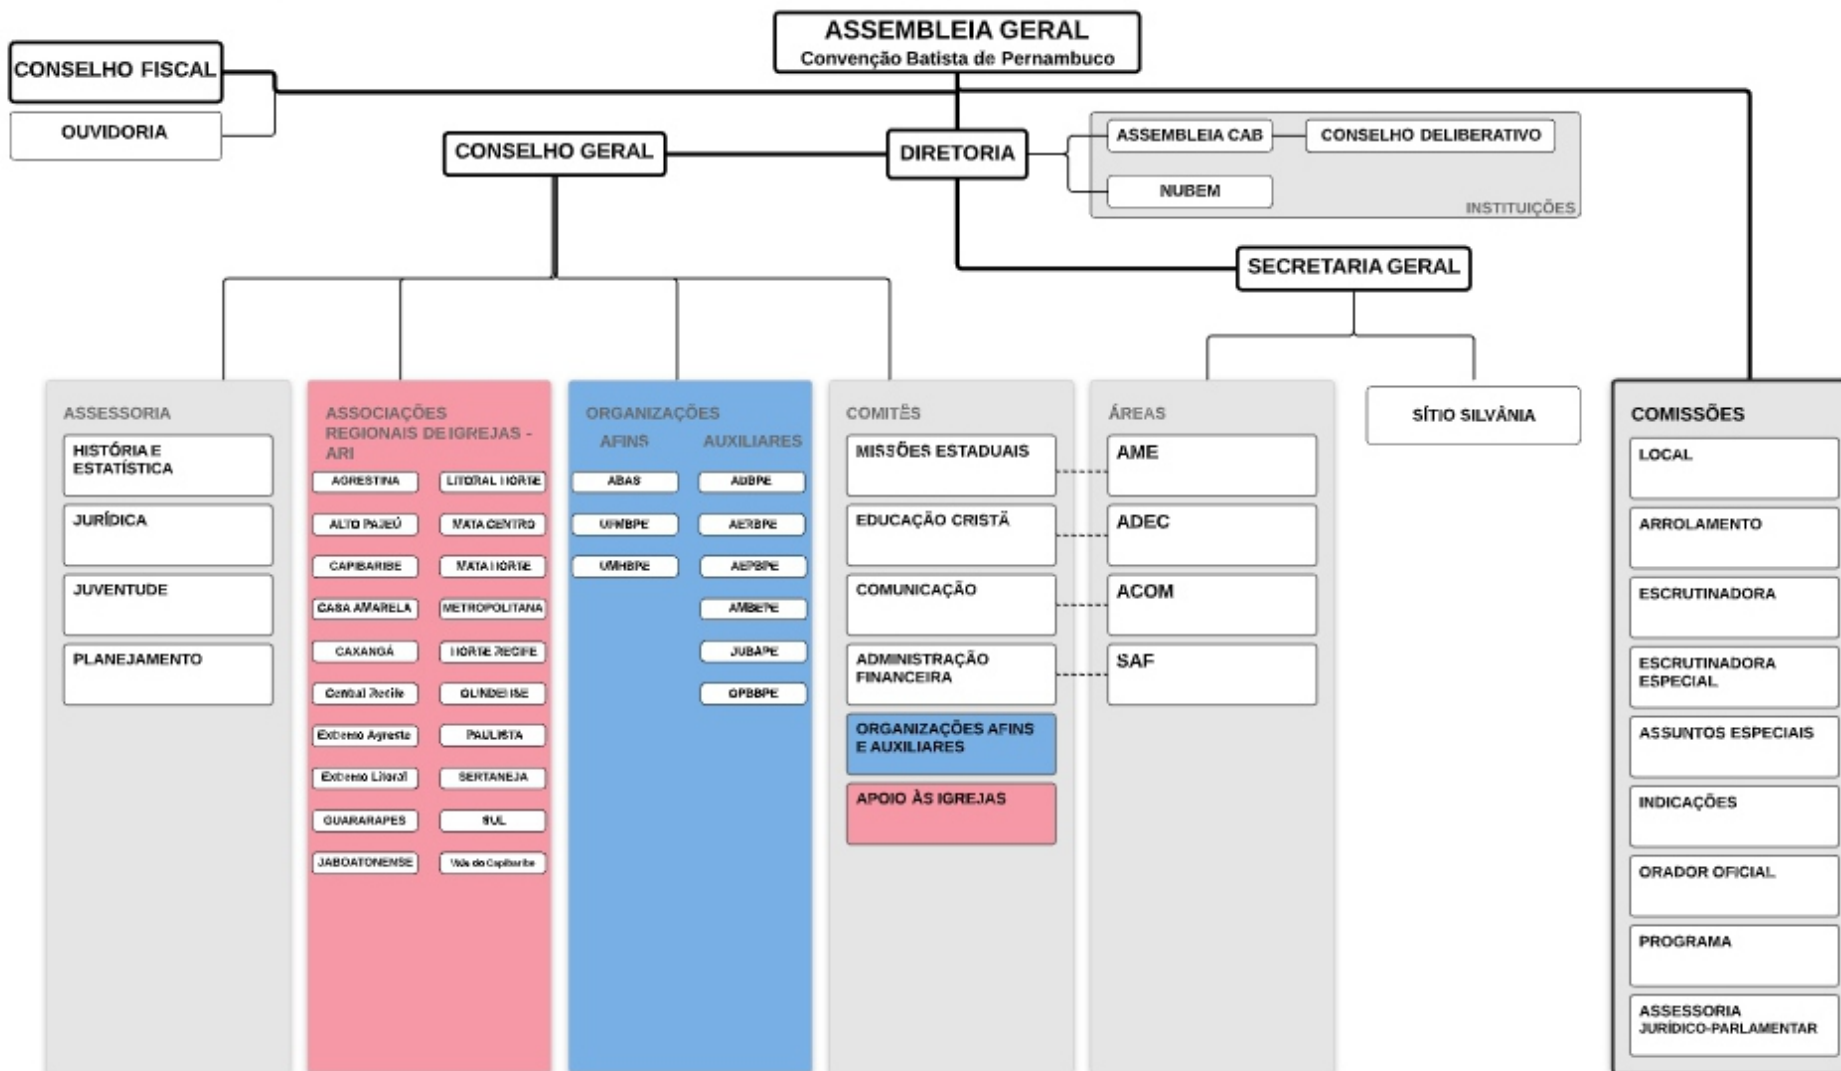 ASSEMBLEIA GERAL
Convenção Batista de Pernambuco
CONSELHO FISCAL
OUVIDORIA
CONSELHO GERAL
DIRETORIA
ASSEMBLEIA CAB
CONSELHO DELIBERATIVO
NUBEM
INSTITUIÇÕES
SECRETARIA GERAL
ASSESSORIA
HISTÓRIA E
ESTATÍSTICA
JURÍDICA
JUVENTUDE
PLANEJAMENTO
ASSOCIAÇÕES
REGIONAIS DE IGREJAS -
ARI
AGRESTINA
LITORAL NORTE
ALTO PAJEÚ
MATA CENTRO
CAPIBARIBE
MATA NORTE
CASA AMARELA
METROPOLITANA
CAXANGÁ
NORTE RECIFE
Central Recife
OLINDENSE
Extremo Agreste
PAULISTA
Extremo Litoral
SERTANEJA
GUARARAPES
SUL
JABOATONENSE
Vale do Capibaribe
ORGANIZAÇÕES
AFINS
AUXILIARES
ABAS
ADBPE
UFMBPE
AERBPE
UMHBPE
AEPBPE
AMBEPE
JUBAPE
OPBBPE
COMITÊS
MISSÕES ESTADUAIS
EDUCAÇÃO CRISTÃ
COMUNICAÇÃO
ADMINISTRAÇÃO
FINANCEIRA
ORGANIZAÇÕES AFINS
E AUXILIARES
APOIO ÀS IGREJAS
ÁREAS
AME
ADEC
ACOM
SAF
SÍTIO SILVÂNIA
COMISSÕES
LOCAL
ARROLAMENTO
ESCRUTINADORA
ESCRUTINADORA
ESPECIAL
ASSUNTOS ESPECIAIS
INDICAÇÕES
ORADOR OFICIAL
PROGRAMA
ASSESSORIA
JURÍDICO-PARLAMENTAR